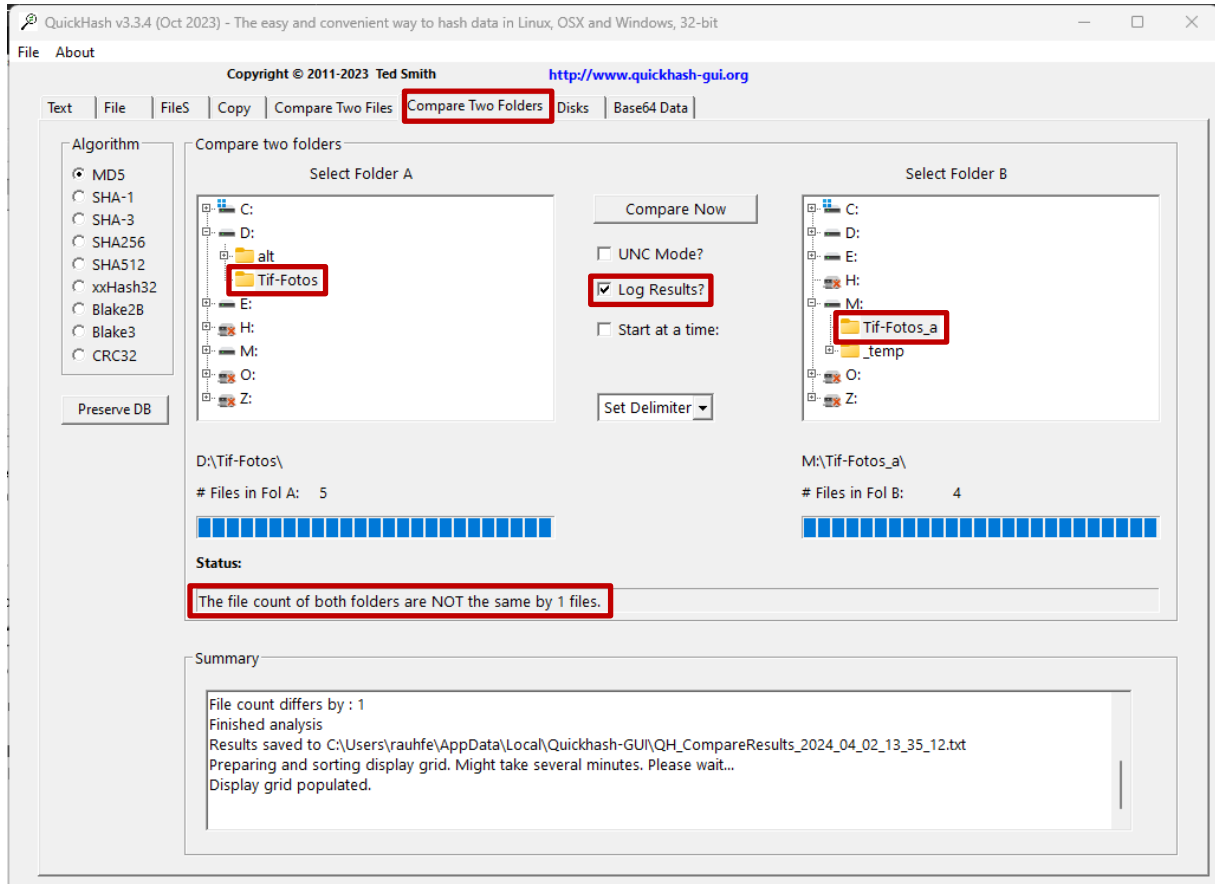 QuickHash v3.3.4 (Oct 2023) - The easy and convenient way to hash data in Linux, OSX and Windows, 32-bit
File About
Copyright © 2011-2023 Ted Smith http://www.quickhash-gui.org
Text File FileS Copy Compare Two Files Compare Two Folders Disks Base64 Data
Algorithm
MD5
SHA-1
SHA-3
SHA256
SHA512
xxHash32
Blake2B
Blake3
CRC32
Preserve DB
Compare two folders
Select Folder A
C:
D:
alt
Tif-Fotos
E:
H:
M:
O:
Z:
Compare Now
UNC Mode?
Log Results?
Start at a time:
Set Delimiter
Select Folder B
C:
D:
E:
H:
M:
Tif-Fotos_a
_temp
O:
Z:
D:\Tif-Fotos\
# Files in Fol A: 5
M:\Tif-Fotos_a\
# Files in Fol B: 4
Status:
The file count of both folders are NOT the same by 1 files.
Summary
File count differs by : 1
Finished analysis
Results saved to C:\Users\rauhfe\AppData\Local\Quickhash-GUI\QH_CompareResults_2024_04_02_13_35_12.txt
Preparing and sorting display grid. Might take several minutes. Please wait...
Display grid populated.